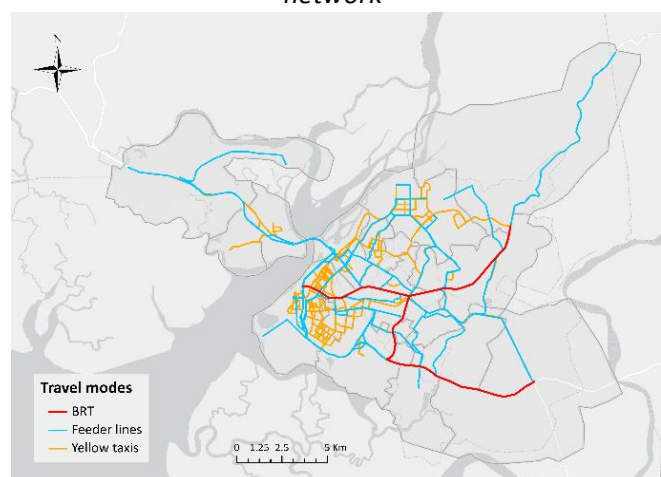 network
N
Travel modes
BRT
Feeder lines
Yellow taxis
0 1.25 2.5 5 Km